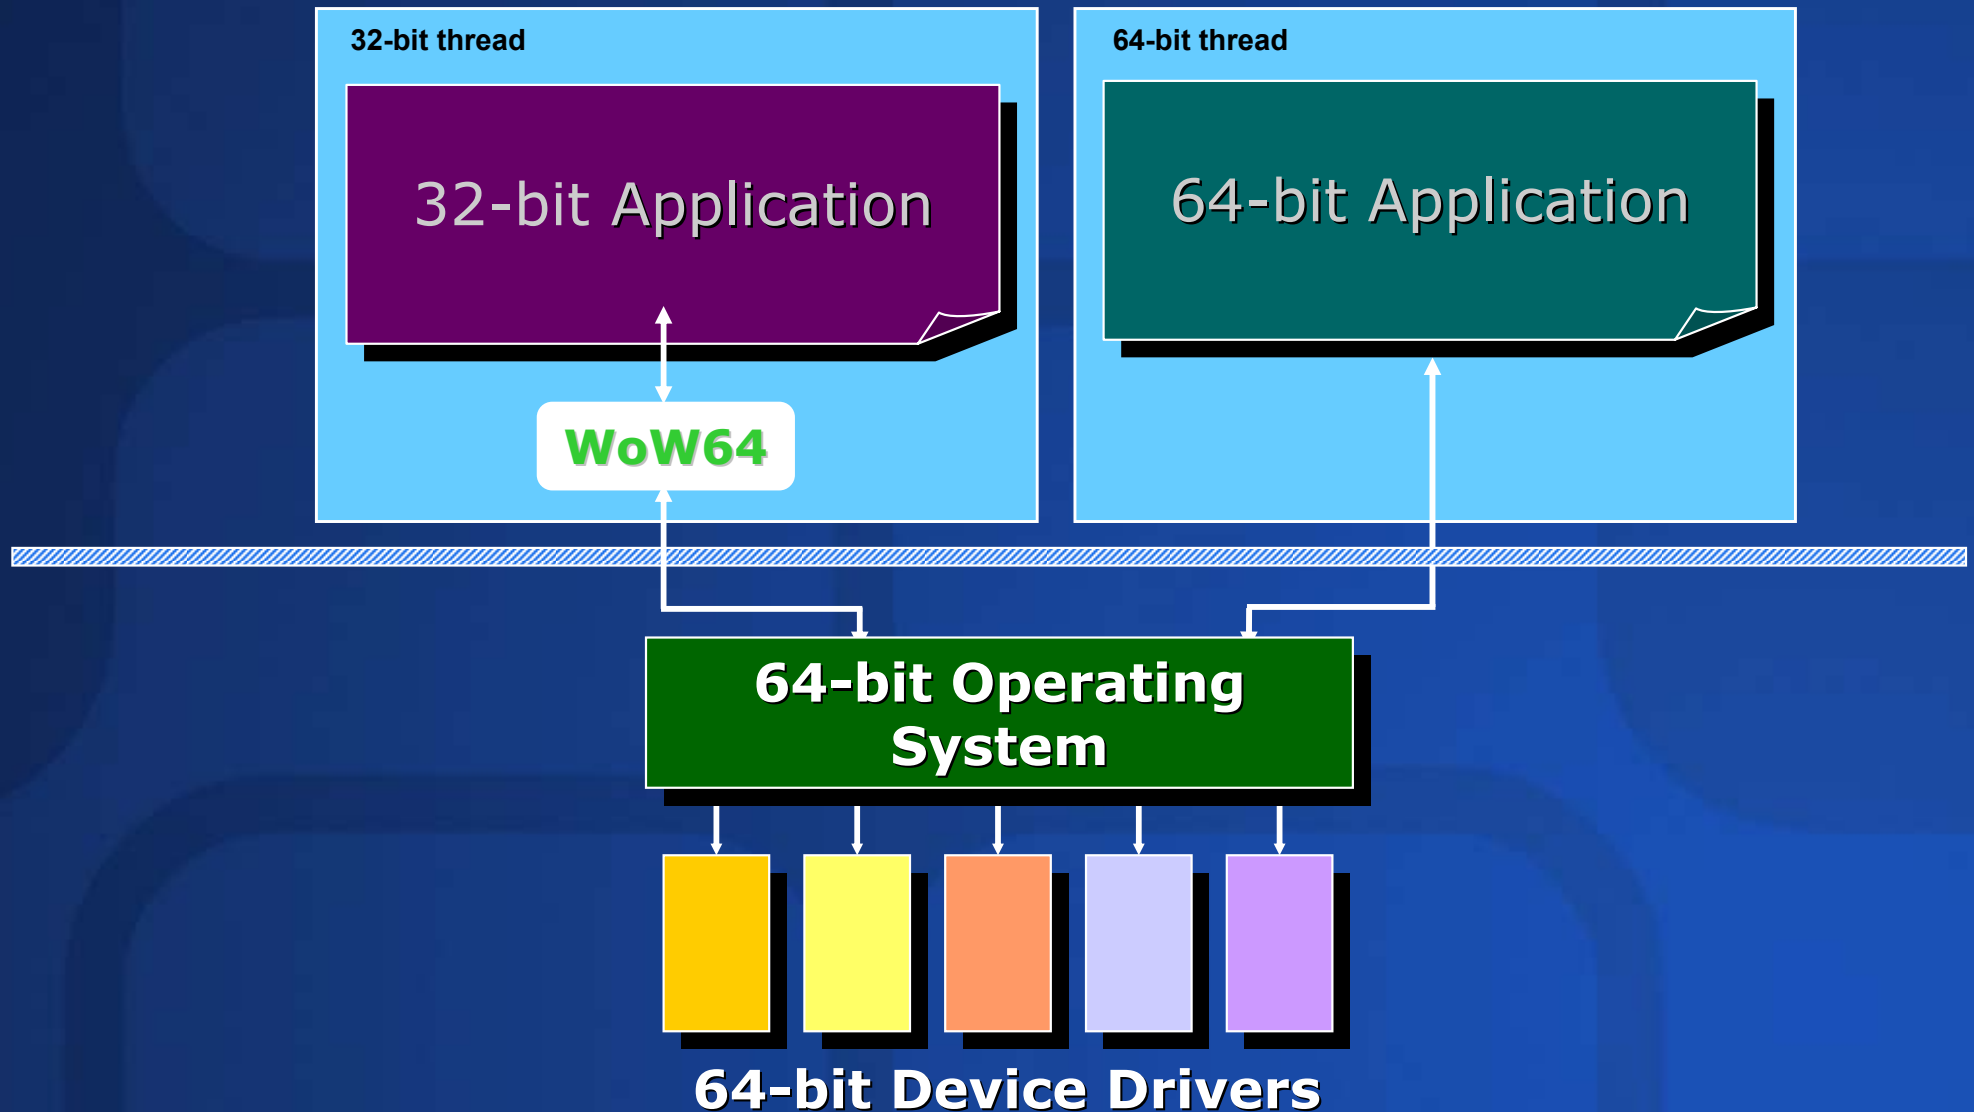 32-bit thread
64-bit thread
32-bit Application
64-bit Application
WoW64
64-bit Operating
System
64-bit Device Drivers